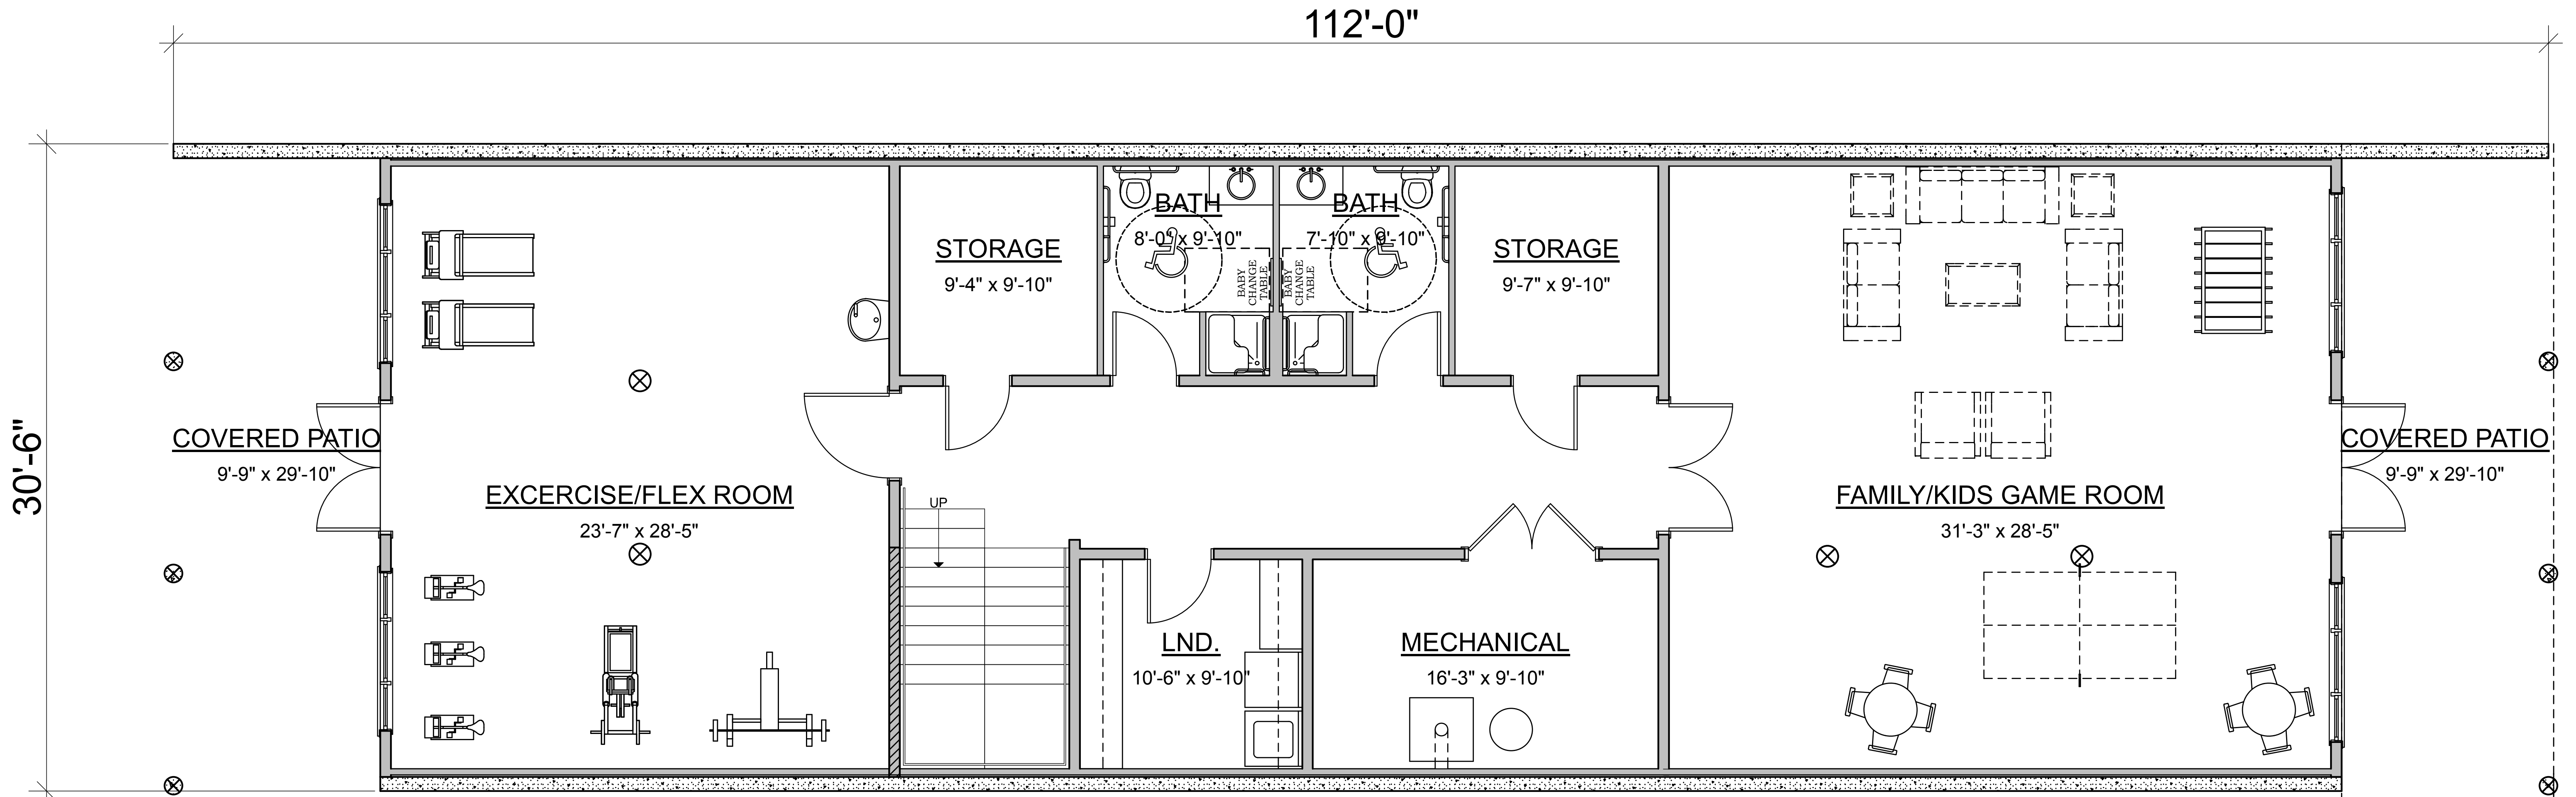 112'-0"
30'-6"
COVERED PATIO
9'-9" x 29'-10"
EXCERCISE/FLEX ROOM
23'-7" x 28'-5"
STORAGE
9'-4" x 9'-10"
BATH
8'-0" x 9'-10"
BABY
CHANGE
TABLE
BATH
7'-10" x 9'-10"
BABY
CHANGE
TABLE
STORAGE
9'-7" x 9'-10"
UP
LND.
10'-6" x 9'-10"
MECHANICAL
16'-3" x 9'-10"
FAMILY/KIDS GAME ROOM
31'-3" x 28'-5"
COVERED PATIO
9'-9" x 29'-10"